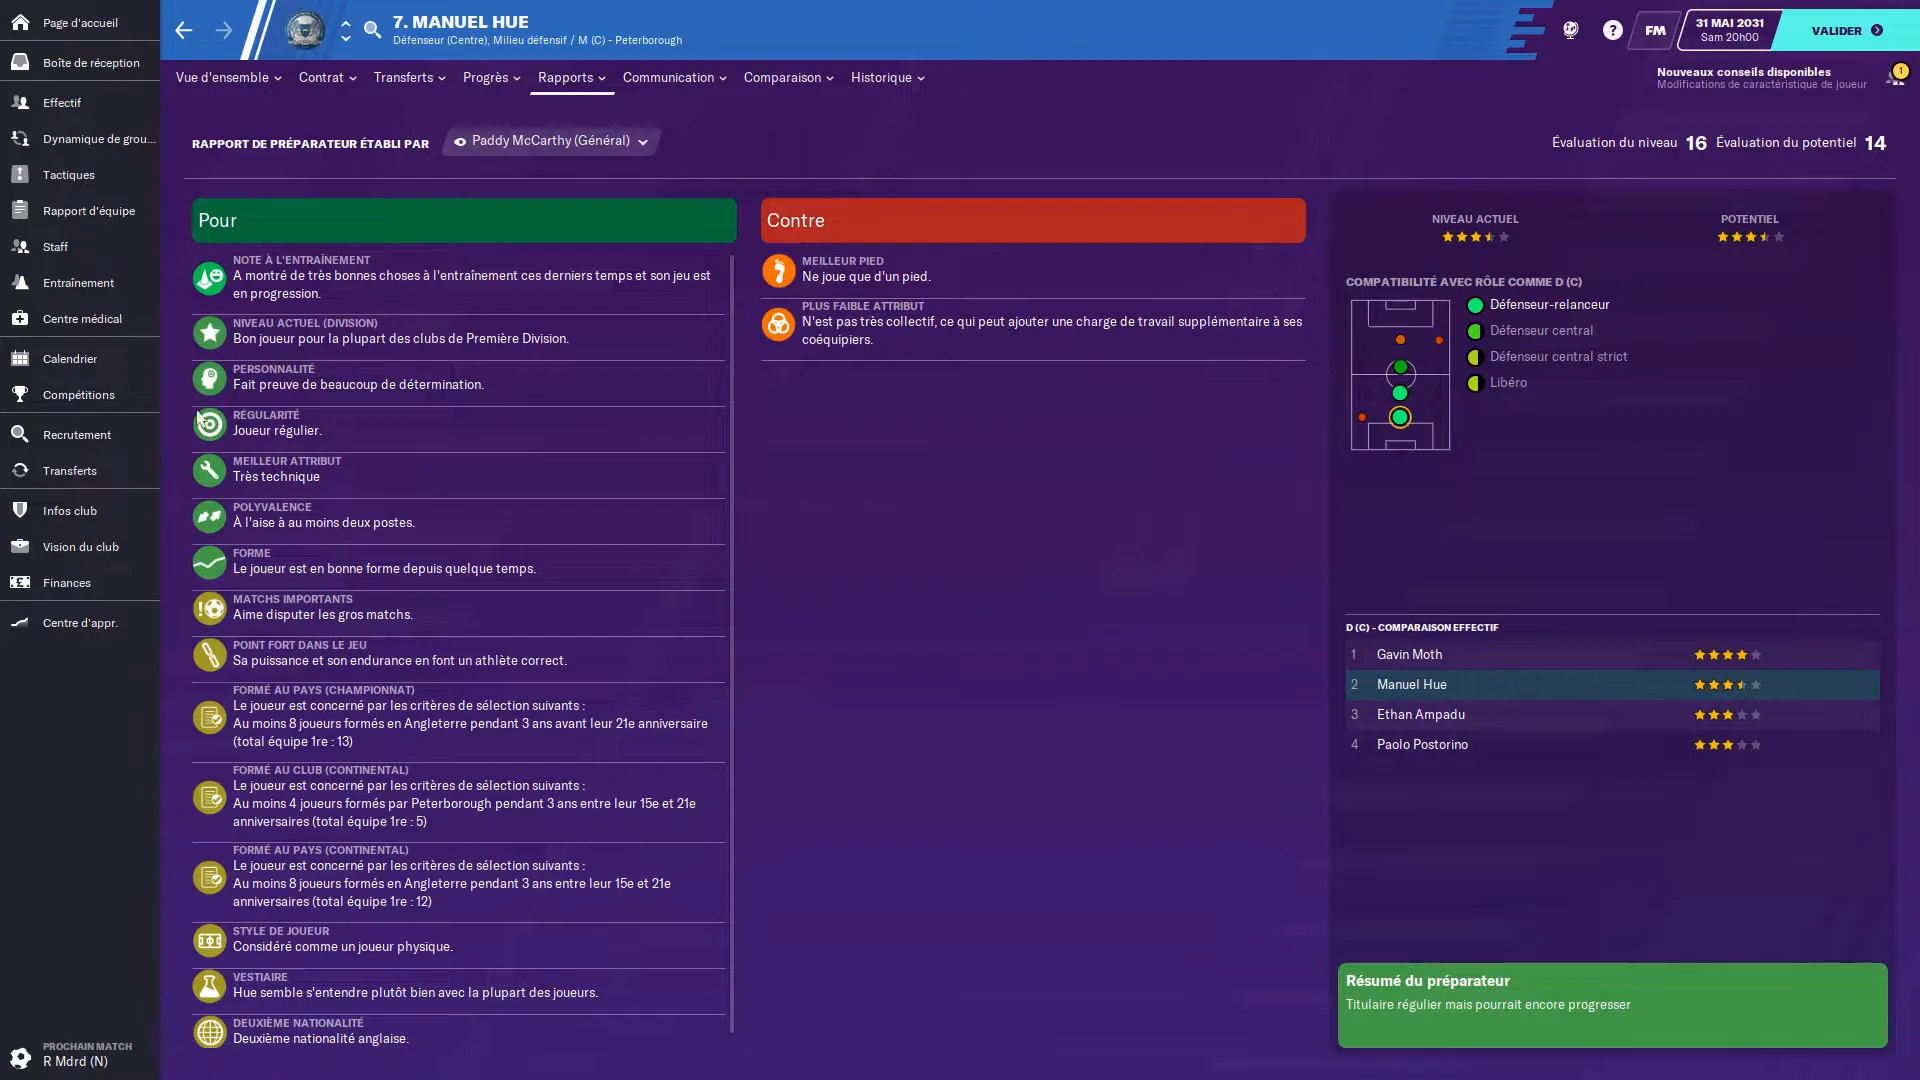 Page d'accueil
Boîte de réception
Effectif
Dynamique de grou...
Tactiques
Rapport d'équipe
Staff
Entraînement
Centre médical
Calendrier
Compétitions
Recrutement
Transferts
Infos club
Vision du club
Finances
Centre d'appr.
PROCHAIN MATCH
R Mdrd (N)
7. MANUEL HUE
Défenseur (Centre), Milieu défensif / M (C) - Peterborough
FM
31 MAI 2031
Sam 20h00
VALIDER
Vue d'ensemble
Contrat
Transferts
Progrès
Rapports
Communication
Comparaison
Historique
Nouveaux conseils disponibles
Modifications de caractéristique de joueur
1
RAPPORT DE PRÉPARATEUR ÉTABLI PAR
Paddy McCarthy (Général)
Évaluation du niveau 16 Évaluation du potentiel 14
Pour
NOTE À L'ENTRAÎNEMENT
A montré de très bonnes choses à l'entraînement ces derniers temps et son jeu est
en progression.
NIVEAU ACTUEL (DIVISION)
Bon joueur pour la plupart des clubs de Première Division.
PERSONNALITÉ
Fait preuve de beaucoup de détermination.
RÉGULARITÉ
Joueur régulier.
MEILLEUR ATTRIBUT
Très technique
POLYVALENCE
À l'aise à au moins deux postes.
FORME
Le joueur est en bonne forme depuis quelque temps.
MATCHS IMPORTANTS
Aime disputer les gros matchs.
POINT FORT DANS LE JEU
Sa puissance et son endurance en font un athlète correct.
FORMÉ AU PAYS (CHAMPIONNAT)
Le joueur est concerné par les critères de sélection suivants :
Au moins 8 joueurs formés en Angleterre pendant 3 ans avant leur 21e anniversaire
(total équipe 1re : 13)
FORMÉ AU CLUB (CONTINENTAL)
Le joueur est concerné par les critères de sélection suivants :
Au moins 4 joueurs formés par Peterborough pendant 3 ans entre leur 15e et 21e
anniversaires (total équipe 1re : 5)
FORMÉ AU PAYS (CONTINENTAL)
Le joueur est concerné par les critères de sélection suivants :
Au moins 8 joueurs formés en Angleterre pendant 3 ans entre leur 15e et 21e
anniversaires (total équipe 1re : 12)
STYLE DE JOUEUR
Considéré comme un joueur physique.
VESTIAIRE
Hue semble s'entendre plutôt bien avec la plupart des joueurs.
DEUXIÈME NATIONALITÉ
Deuxième nationalité anglaise.
Contre
MEILLEUR PIED
Ne joue que d'un pied.
PLUS FAIBLE ATTRIBUT
N'est pas très collectif, ce qui peut ajouter une charge de travail supplémentaire à ses
coéquipiers.
NIVEAU ACTUEL
POTENTIEL
COMPATIBILITÉ AVEC RÔLE COMME D (C)
Défenseur-relanceur
Défenseur central
Défenseur central strict
Libéro
D (C) - COMPARAISON EFFECTIF
1 Gavin Moth
2 Manuel Hue
3 Ethan Ampadu
4 Paolo Postorino
Résumé du préparateur
Titulaire régulier mais pourrait encore progresser